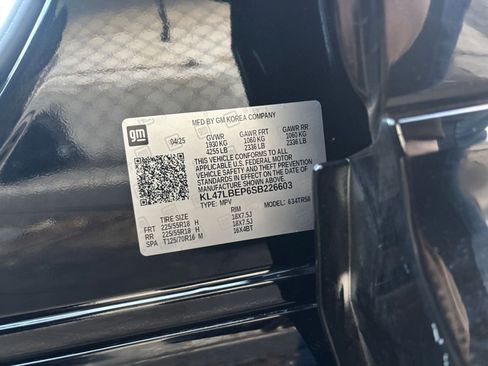 gm
MFD BY GM KOREA COMPANY
04/25
GVWR GAWR FRT GAWR RR
1930 KG 1060 KG 1060 KG
4255 LB 2336 LB 2336 LB
THIS VEHICLE CONFORMS TO ALL
APPLICABLE U.S. FEDERAL MOTOR
VEHICLE SAFETY AND THEFT PREVENTION
STANDARDS IN EFFECT ON THE DATE OF
MANUFACTURE SHOWN ABOVE.
KL47LBEP6SB226603
TYPE: MPV 634TR58
TIRE SIZE RIM
FRT 225/55R18 H 18X7.5J
RR 225/55R18 H 18X7.5J
SPA T125/70R16 M 16X4BT